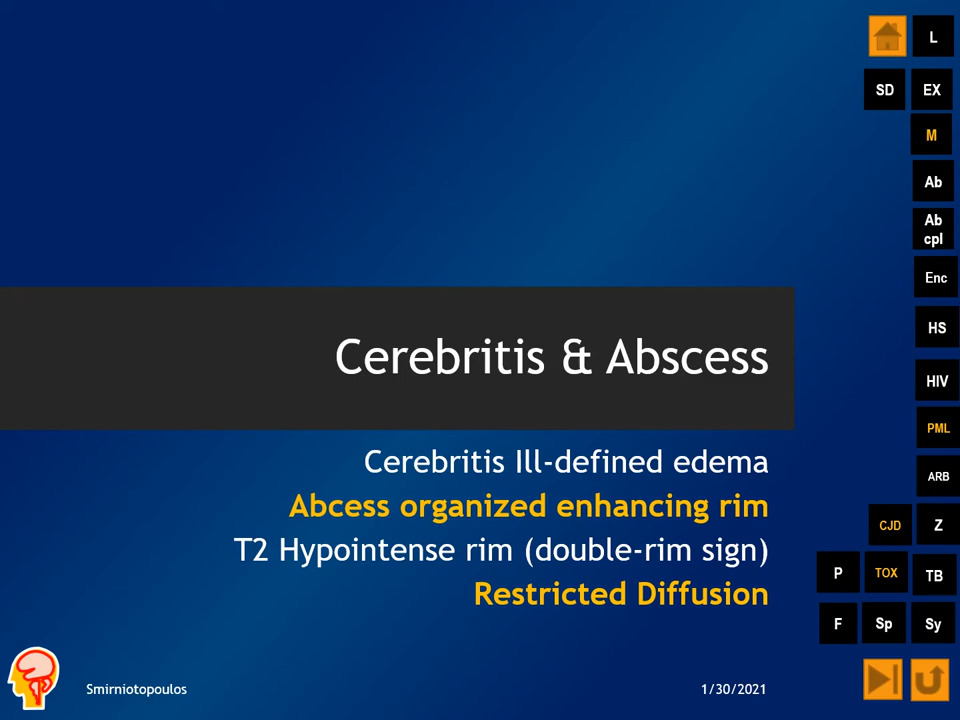 L
SD EX
M
Ab
Ab
cpl
Enc
HS
Cerebritis & Abscess
HIV
PML
Cerebritis Ill-defined edema
ARB
Abcess organized enhancing rim
CJD Z
T2 Hypointense rim (double-rim sign)
P TOX TB
Restricted Diffusion
F Sp Sy
Smirniotopoulos 1/30/2021